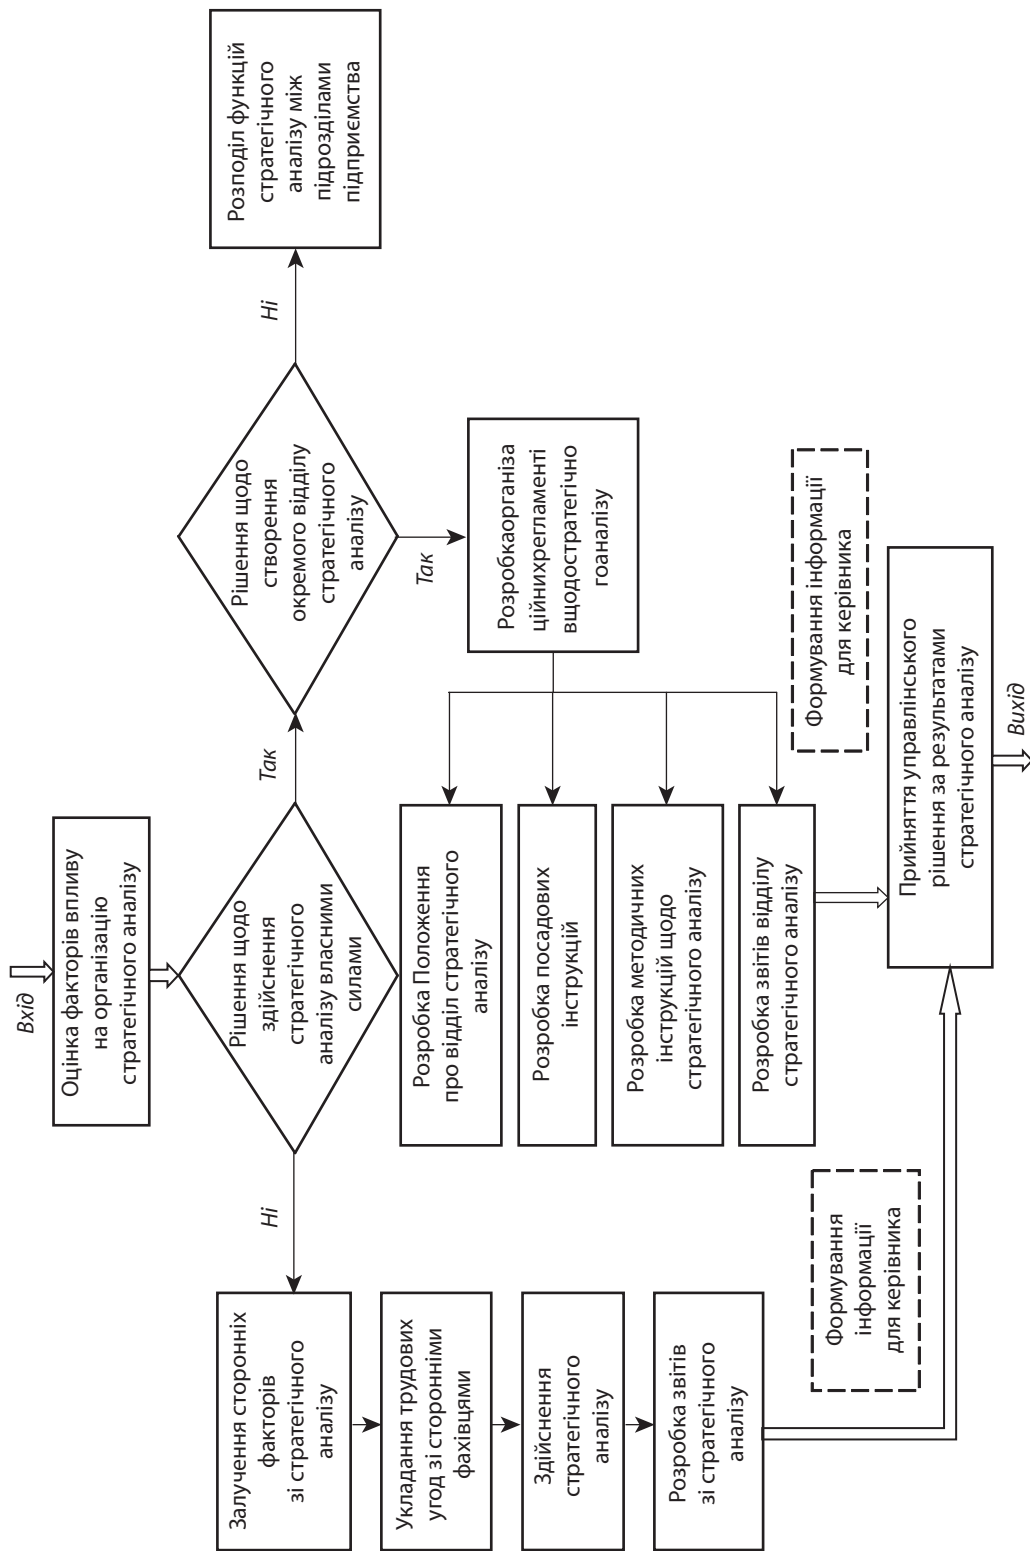 Вхід
Оцінка факторів впливу
на організацію
стратегічного аналізу
Рішення щодо
здійснення
стратегічного
аналізу власними
силами
Ні
Так
Рішення щодо
створення
окремого відділу
стратегічного
аналізу
Ні
Розподіл функцій
стратегічного
аналізу між
підрозділами
підприємства
Так
Розробкаорганіза
ційнихрегламенті
вщодостратегічно
гоаналізу
Залучення сторонніх
факторів
зі стратегічного
аналізу
Укладання трудових
угод зі сторонніми
фахівцями
Здійснення
стратегічного
аналізу
Розробка звітів
зі стратегічного
аналізу
Розробка Положення
про відділ стратегічного
аналізу
Розробка посадових
інструкцій
Розробка методичних
інструкцій щодо
стратегічного аналізу
Розробка звітів відділу
стратегічного аналізу
Формування
інформації
для керівника
Формування інформації
для керівника
Прийняття управлінського
рішення за результатами
стратегічного аналізу
Вихід